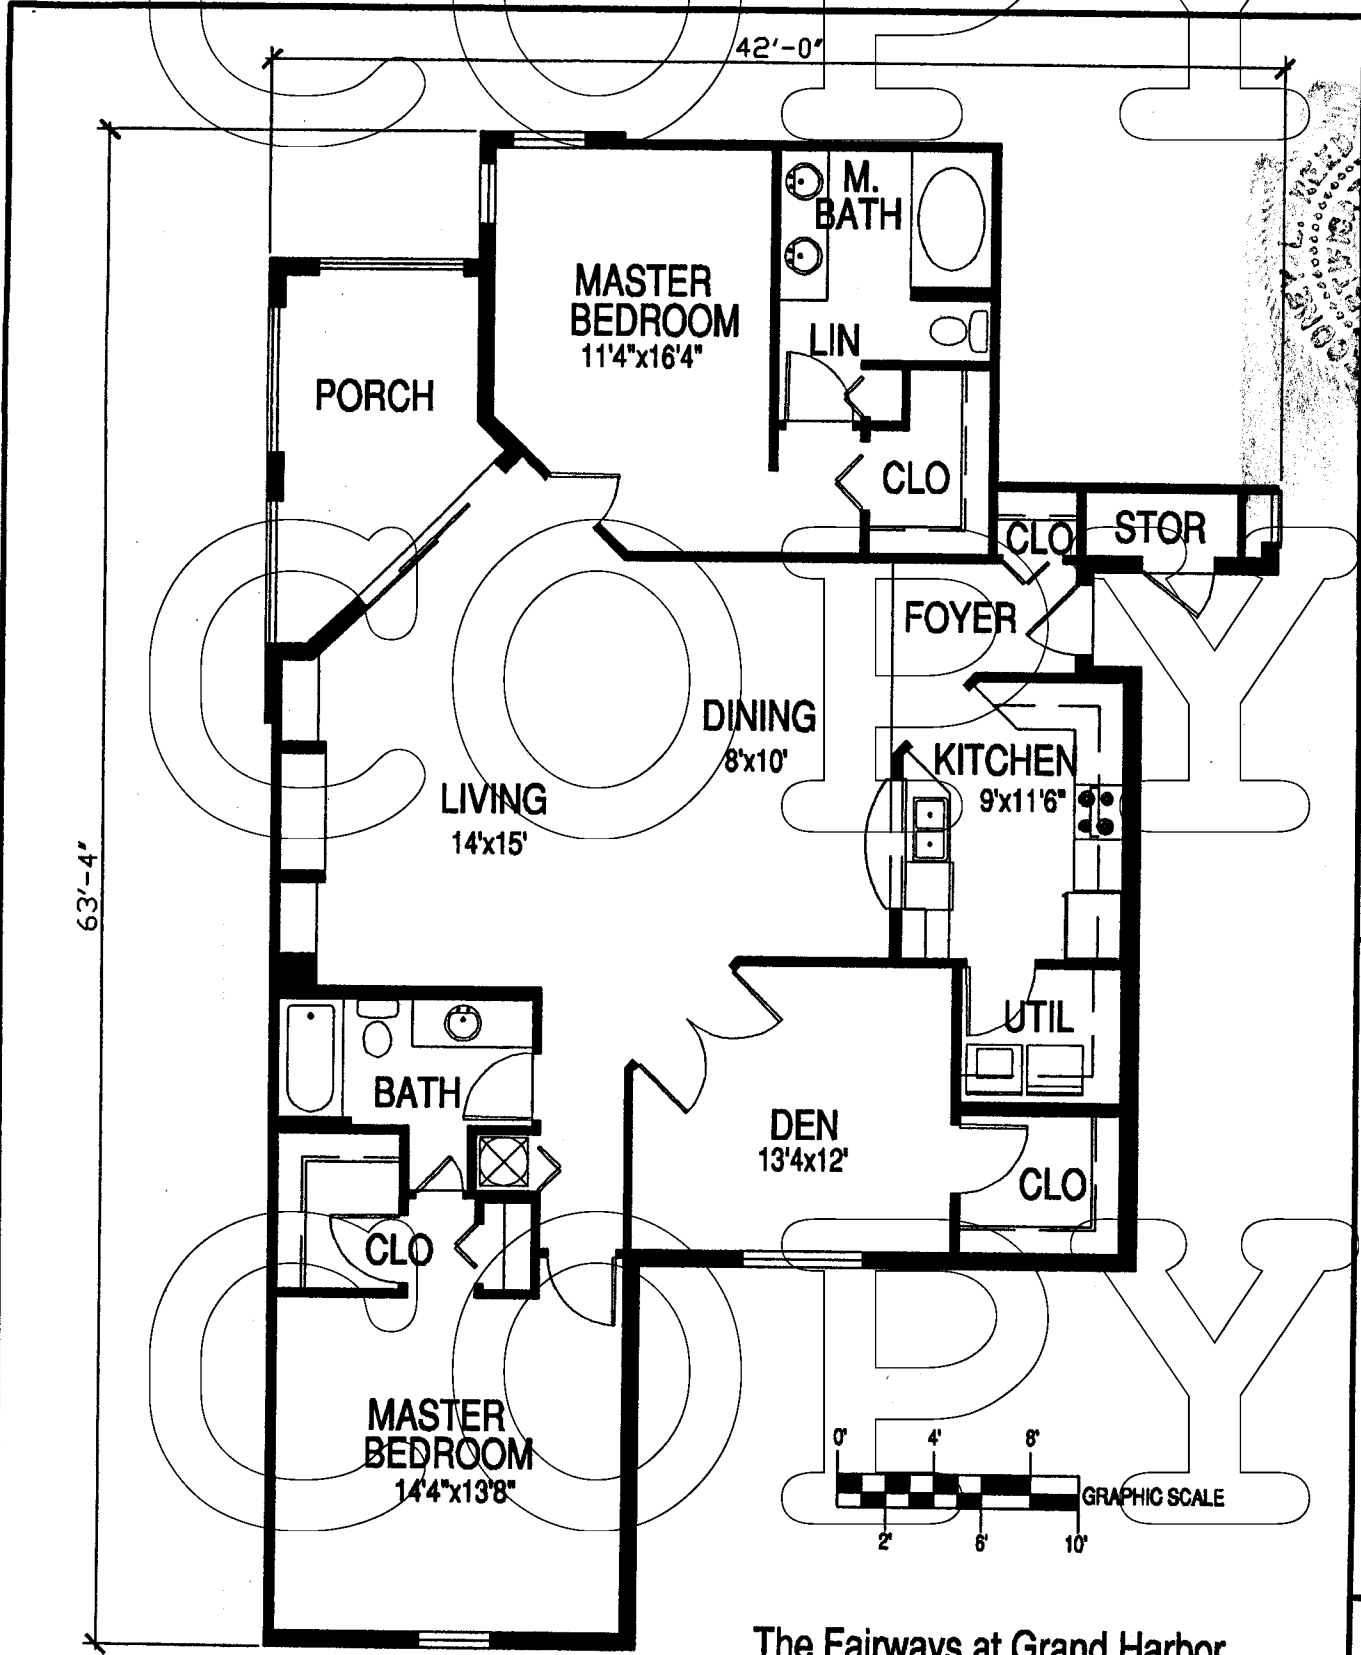 42'-0"
63'-4"
M.
BATH
MASTER
BEDROOM
11'4"x16'4"
LIN
PORCH
CLO
CLO
STOR
FOYER
DINING
8'x10'
KITCHEN
9'x11'6"
LIVING
14'x15'
UTIL
BATH
DEN
13'4x12'
CLO
CLO
MASTER
BEDROOM
14'4"x13'8"
0' 4' 8'
GRAPHIC SCALE
2' 6' 10'
The Fairways at Grand Harbor
COPY
COPY
COPY